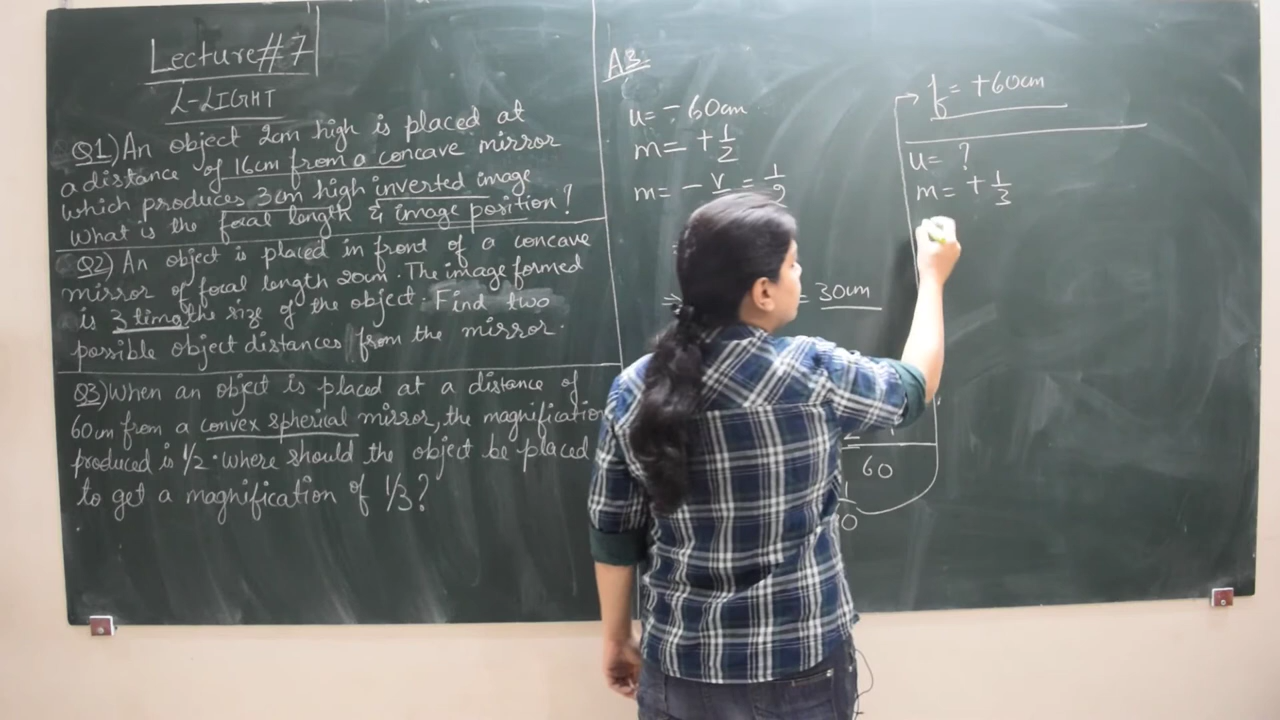 Lecture#7
L-LIGHT
Q1) An object 2cm high is placed at
a distance of 16cm from a concave mirror
which produces 3cm high inverted image
What is the focal length & image position?
Q2) An object is placed in front of a concave
mirror of focal length 20cm. The image formed
is 3 times the size of the object. Find two
possible object distances from the mirror.
Q3) When an object is placed at a distance of
60cm from a convex spherical mirror, the magnification
produced is 1/2. Where should the object be placed
to get a magnification of 1/3?
A3.
u = -60cm
m = +1/2
m = - v = 1
= 30cm
60
f = +60cm
u = ?
m = +1/3